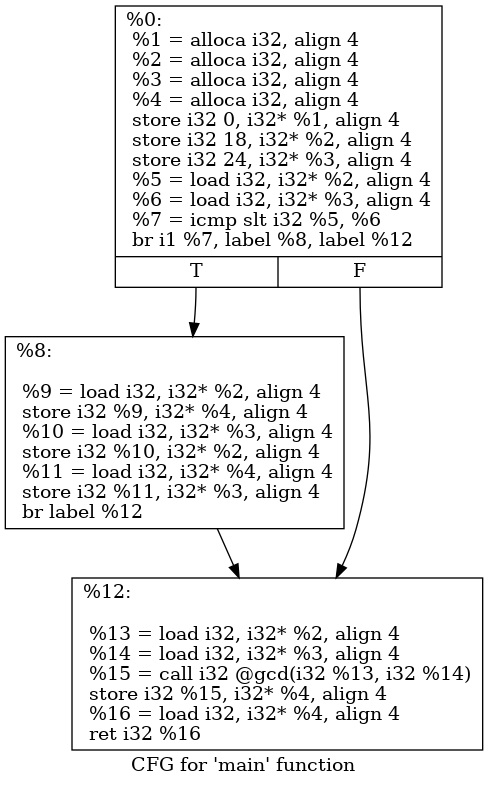 %0:
%1 = alloca i32, align 4
%2 = alloca i32, align 4
%3 = alloca i32, align 4
%4 = alloca i32, align 4
store i32 0, i32* %1, align 4
store i32 18, i32* %2, align 4
store i32 24, i32* %3, align 4
%5 = load i32, i32* %2, align 4
%6 = load i32, i32* %3, align 4
%7 = icmp slt i32 %5, %6
br i1 %7, label %8, label %12
T F
%8:
%9 = load i32, i32* %2, align 4
store i32 %9, i32* %4, align 4
%10 = load i32, i32* %3, align 4
store i32 %10, i32* %2, align 4
%11 = load i32, i32* %4, align 4
store i32 %11, i32* %3, align 4
br label %12
%12:
%13 = load i32, i32* %2, align 4
%14 = load i32, i32* %3, align 4
%15 = call i32 @gcd(i32 %13, i32 %14)
store i32 %15, i32* %4, align 4
%16 = load i32, i32* %4, align 4
ret i32 %16
CFG for 'main' function